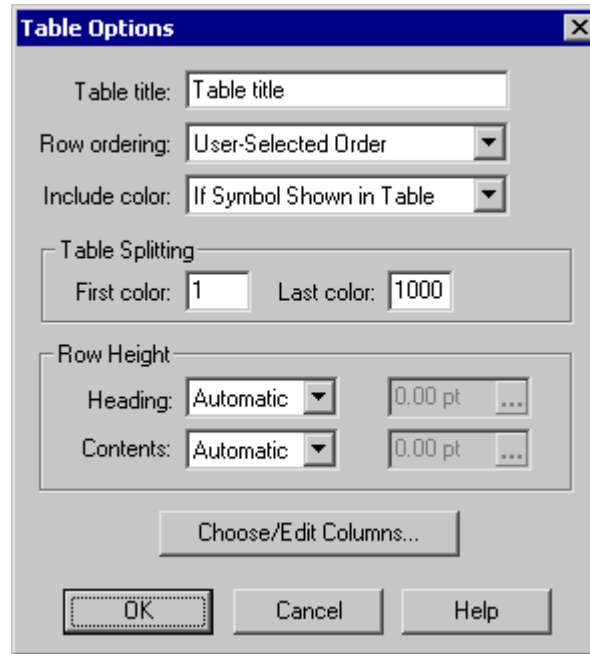 Table Options
Table title: Table title
Row ordering: User-Selected Order
Include color: If Symbol Shown in Table
Table Splitting
First color: 1 Last color: 1000
Row Height
Heading: Automatic 0.00 pt ...
Contents: Automatic 0.00 pt ...
Choose/Edit Columns...
OK Cancel Help